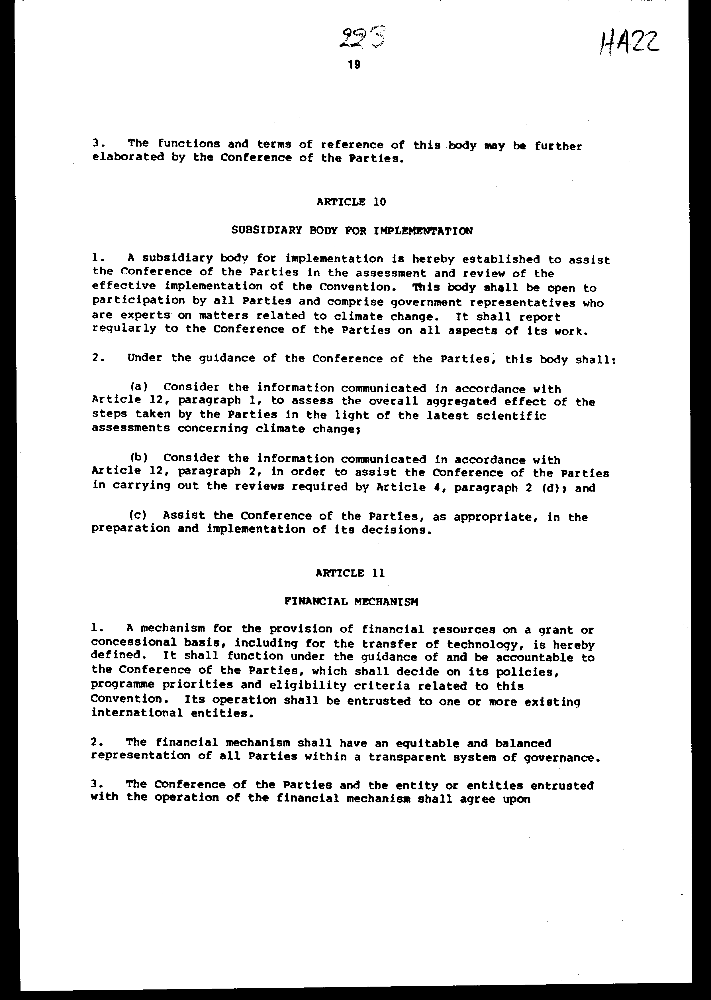 223
HA22
19
3. The functions and terms of reference of this body may be further
elaborated by the Conference of the Parties.
ARTICLE 10
SUBSIDIARY BODY FOR IMPLEMENTATION
1. A subsidiary body for implementation is hereby established to assist
the Conference of the Parties in the assessment and review of the
effective implementation of the Convention. This body shall be open to
participation by all Parties and comprise government representatives who
are experts on matters related to climate change. It shall report
regularly to the Conference of the Parties on all aspects of its work.
2. Under the guidance of the Conference of the Parties, this body shall:
(a) Consider the information communicated in accordance with
Article 12, paragraph 1, to assess the overall aggregated effect of the
steps taken by the Parties in the light of the latest scientific
assessments concerning climate change;
(b) Consider the information communicated in accordance with
Article 12, paragraph 2, in order to assist the Conference of the Parties
in carrying out the reviews required by Article 4, paragraph 2 (d); and
(c) Assist the Conference of the Parties, as appropriate, in the
preparation and implementation of its decisions.
ARTICLE 11
FINANCIAL MECHANISM
1. A mechanism for the provision of financial resources on a grant or
concessional basis, including for the transfer of technology, is hereby
defined. It shall function under the guidance of and be accountable to
the Conference of the Parties, which shall decide on its policies,
programme priorities and eligibility criteria related to this
Convention. Its operation shall be entrusted to one or more existing
international entities.
2. The financial mechanism shall have an equitable and balanced
representation of all Parties within a transparent system of governance.
3. The Conference of the Parties and the entity or entities entrusted
with the operation of the financial mechanism shall agree upon